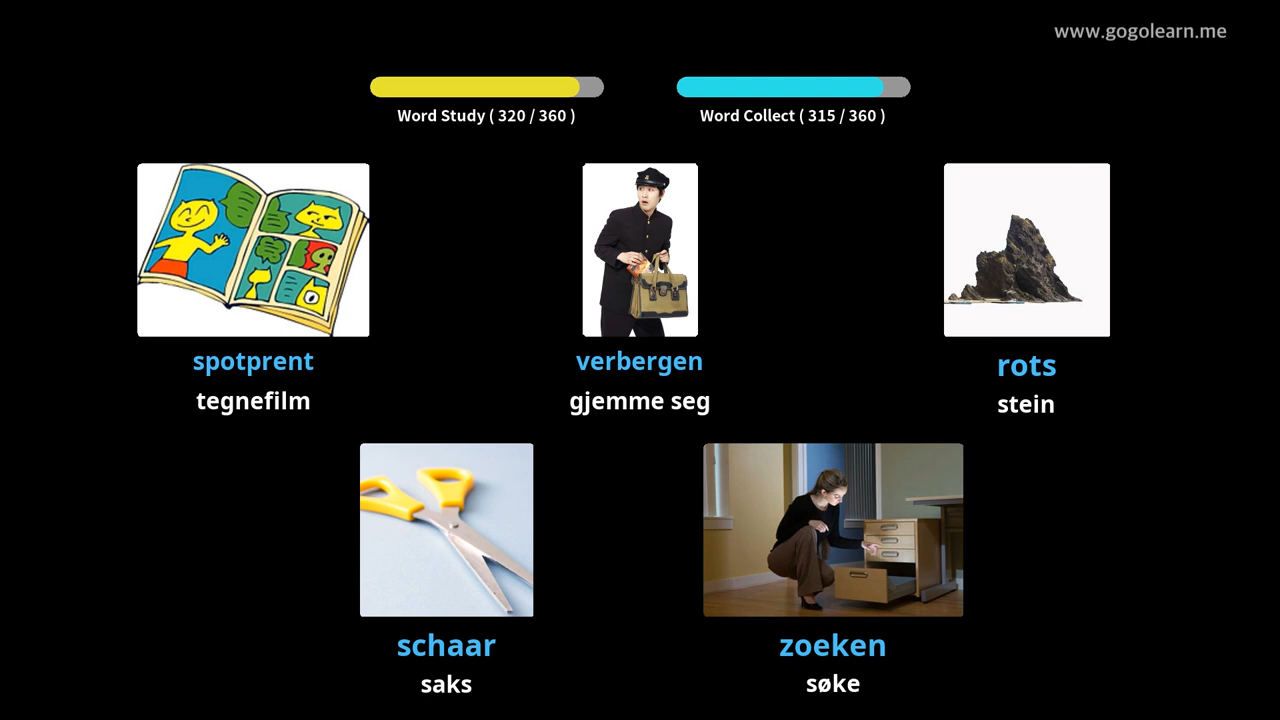 www.gogolearn.me
Word Study ( 320 / 360 )
Word Collect ( 315 / 360 )
spotprent
verbergen
rots
tegnefilm
gjemme seg
stein
schaar
zoeken
saks
søke